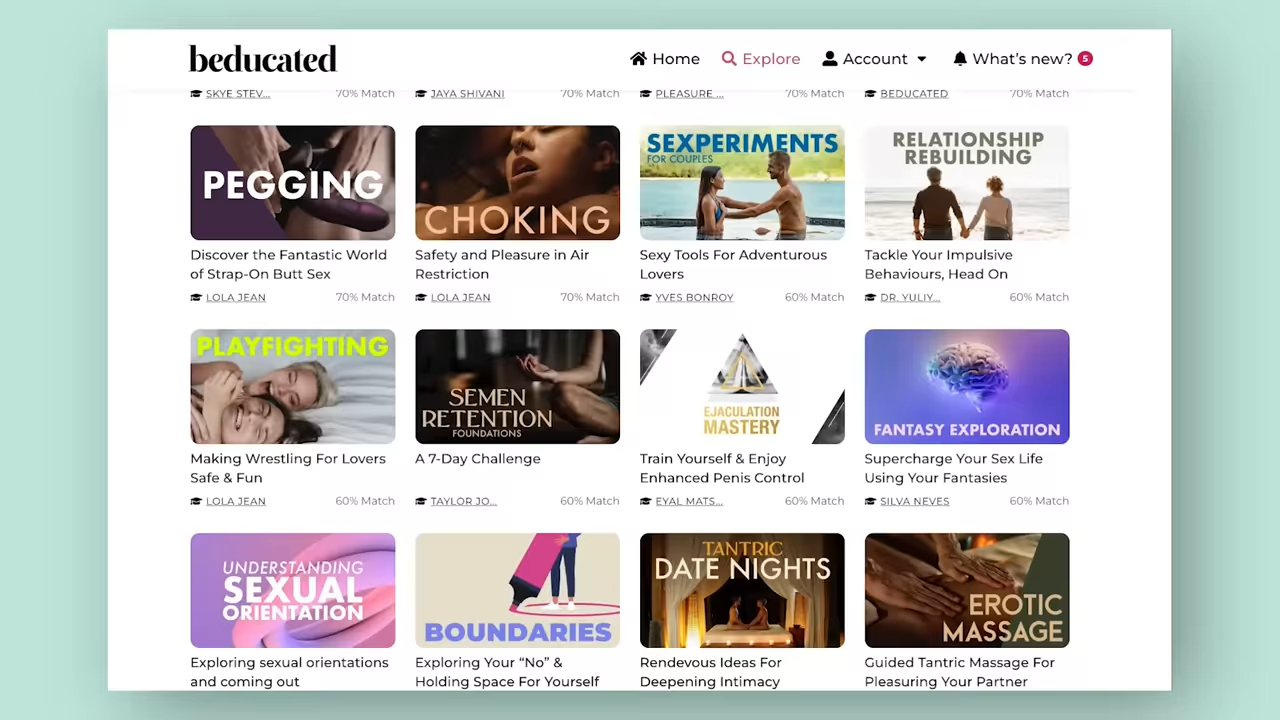 beducated
Home Explore Account What's new? 5
SKYE STEV... 70% Match JAYA SHIVANI 70% Match PLEASURE ... 70% Match BEDUCATED 70% Match
PEGGING
Discover the Fantastic World
of Strap-On Butt Sex
LOLA JEAN 70% Match
CHOKING
Safety and Pleasure in Air
Restriction
LOLA JEAN 70% Match
SEXPERIMENTS
FOR COUPLES
Sexy Tools For Adventurous
Lovers
YVES BONROY 60% Match
RELATIONSHIP
REBUILDING
Tackle Your Impulsive
Behaviours, Head On
DR. YULIY... 60% Match
PLAYFIGHTING
Making Wrestling For Lovers
Safe & Fun
LOLA JEAN 60% Match
SEMEN
RETENTION
FOUNDATIONS
A 7-Day Challenge
TAYLOR JO... 60% Match
EJACULATION
MASTERY
Train Yourself & Enjoy
Enhanced Penis Control
EYAL MATS... 60% Match
FANTASY EXPLORATION
Supercharge Your Sex Life
Using Your Fantasies
SILVA NEVES 60% Match
UNDERSTANDING
SEXUAL
ORIENTATION
Exploring sexual orientations
and coming out
BOUNDARIES
Exploring Your “No” &
Holding Space For Yourself
TANTRIC
DATE NIGHTS
Rendevous Ideas For
Deepening Intimacy
EROTIC
MASSAGE
Guided Tantric Massage For
Pleasuring Your Partner